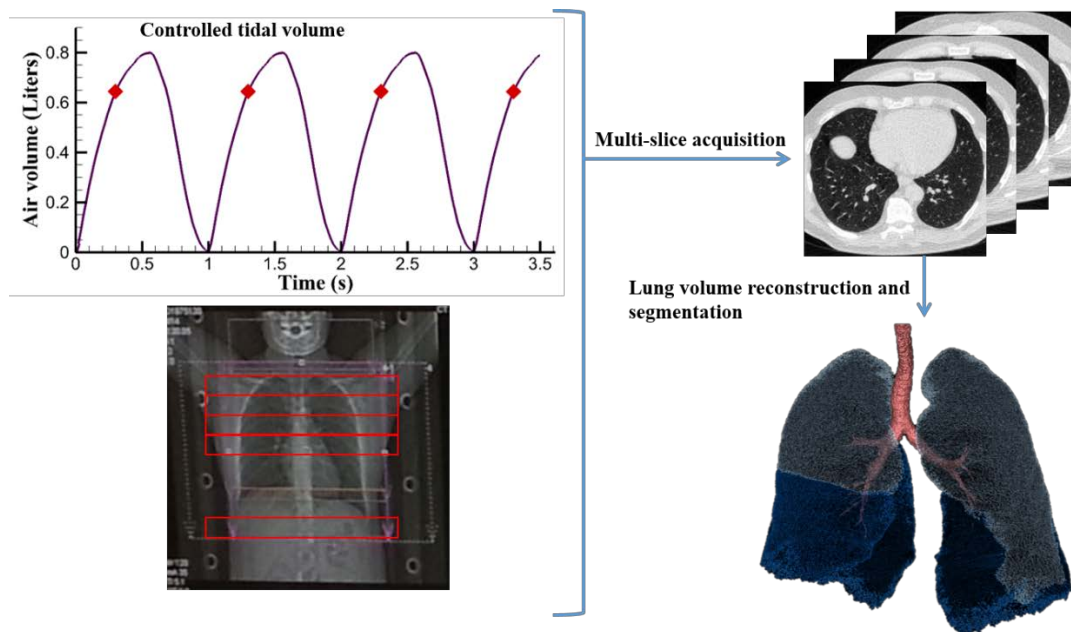 Controlled tidal volume
0.8
0.6
0.4
0.2
0
Air volume (Liters)
0
0.5
1
1.5
2
2.5
3
3.5
Time (s)
CT
Multi-slice acquisition
Lung volume reconstruction and
segmentation